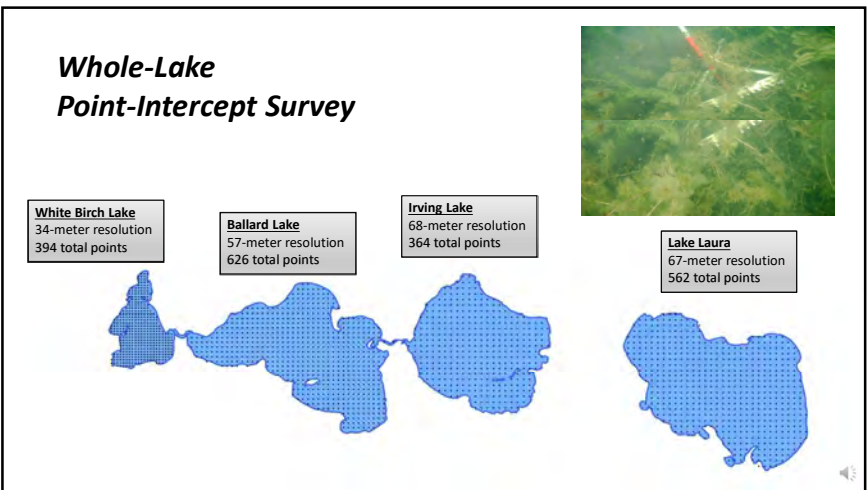 Whole-Lake
Point-Intercept Survey
White Birch Lake
34-meter resolution
394 total points
Ballard Lake
57-meter resolution
626 total points
Irving Lake
68-meter resolution
364 total points
Lake Laura
67-meter resolution
562 total points